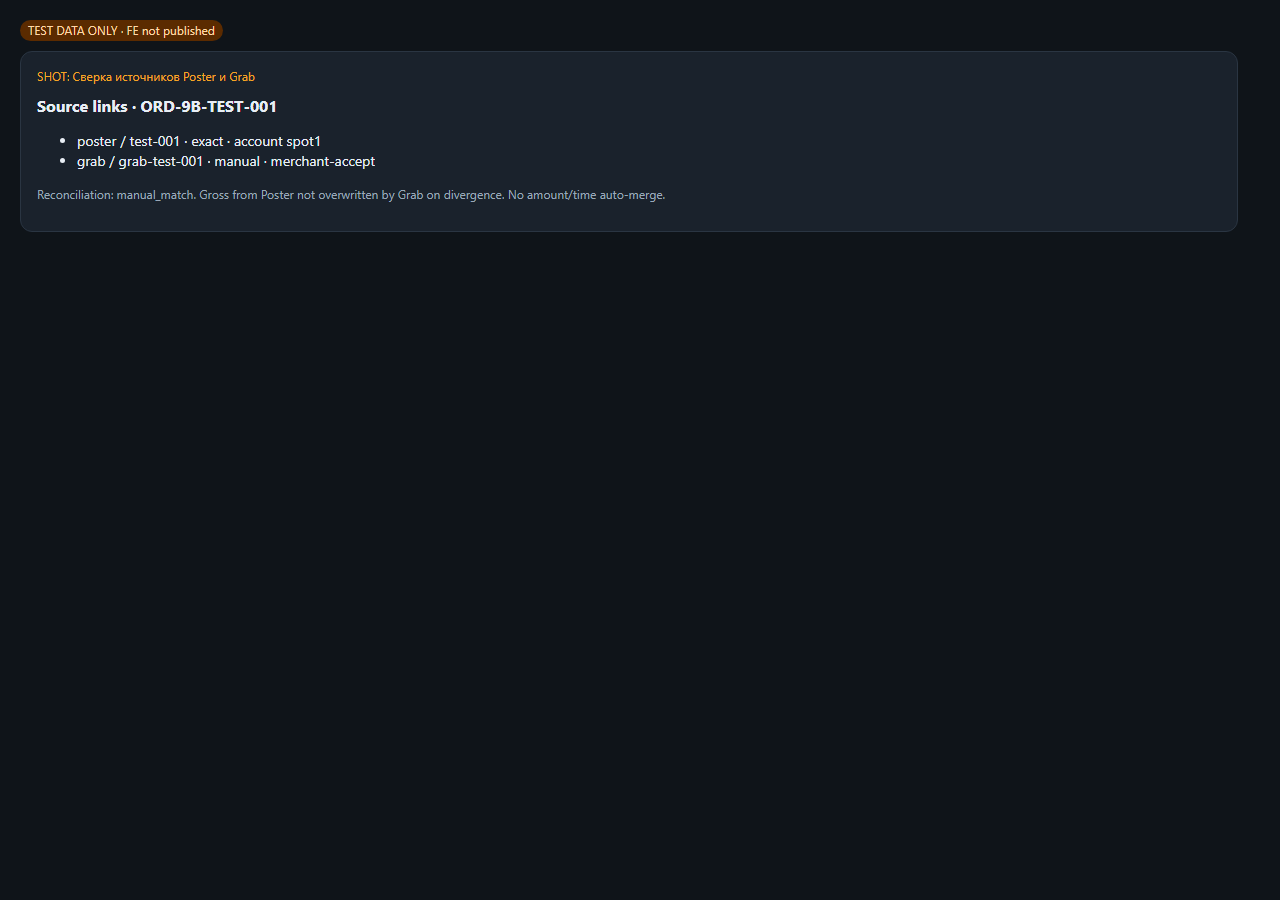 TEST DATA ONLY · FE not published
SHOT: Сверка источников Poster и Grab
Source links · ORD-9B-TEST-001
• poster / test-001 · exact · account spot1
• grab / grab-test-001 · manual · merchant-accept
Reconciliation: manual_match. Gross from Poster not overwritten by Grab on divergence. No amount/time auto-merge.